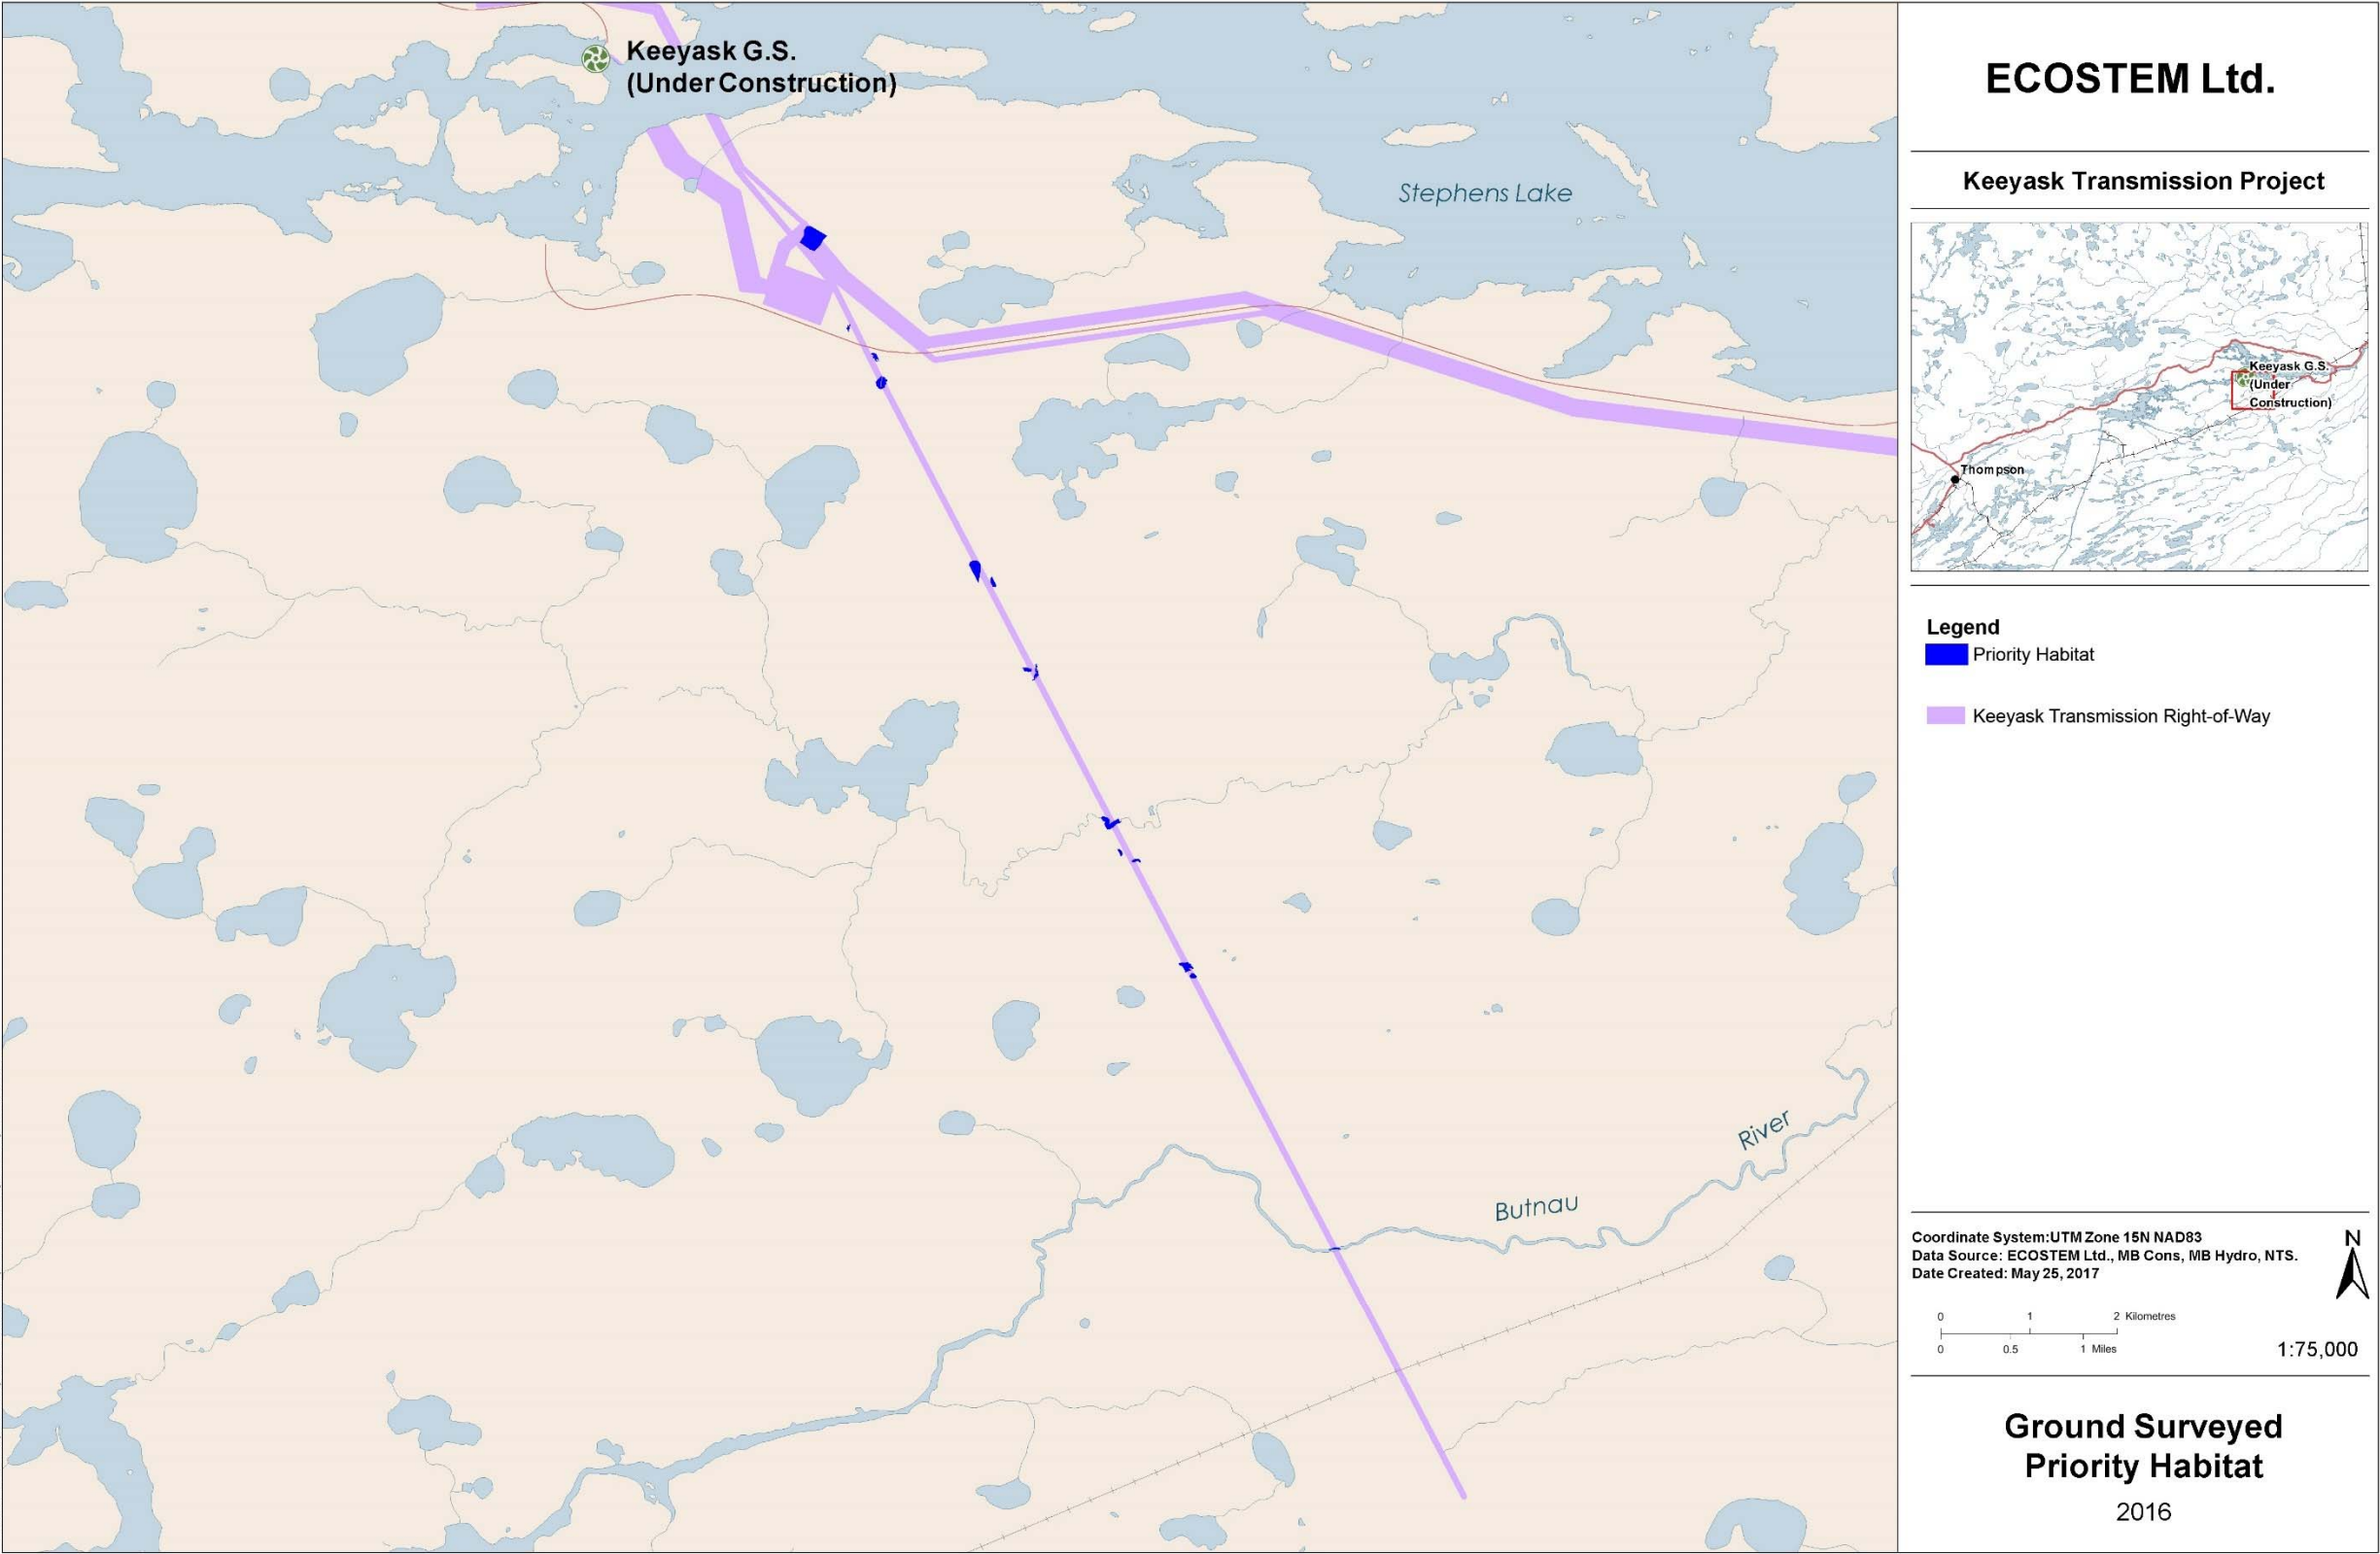 Keeyask G.S.
(Under Construction)
Stephens Lake
River
Butnau
ECOSTEM Ltd.
Keeyask Transmission Project
Keeyask G.S.
(Under
Construction)
Thompson
Legend
Priority Habitat
Keeyask Transmission Right-of-Way
Coordinate System:UTM Zone 15N NAD83
Data Source: ECOSTEM Ltd., MB Cons, MB Hydro, NTS.
Date Created: May 25, 2017
N
0 1 2 Kilometres
0 0.5 1 Miles
1:75,000
Ground Surveyed
Priority Habitat
2016